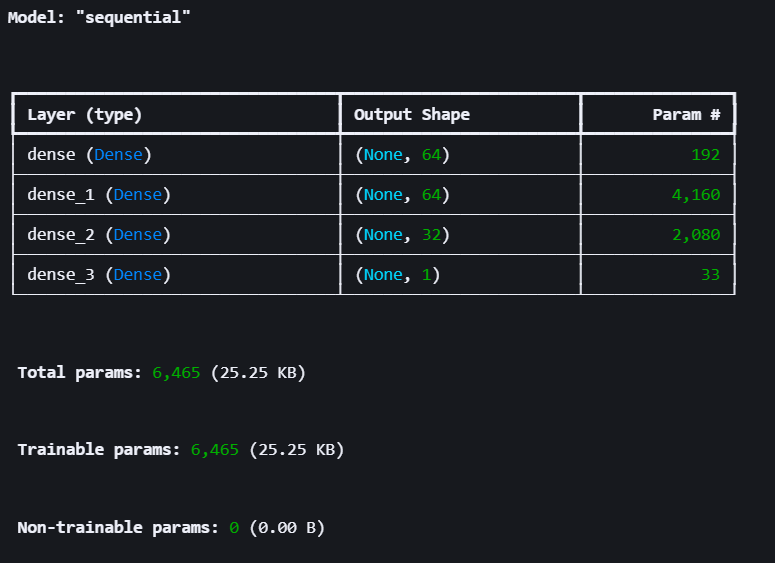 Model: "sequential"
Layer (type) Output Shape Param #
dense (Dense) (None, 64) 192
dense_1 (Dense) (None, 64) 4,160
dense_2 (Dense) (None, 32) 2,080
dense_3 (Dense) (None, 1) 33
Total params: 6,465 (25.25 KB)
Trainable params: 6,465 (25.25 KB)
Non-trainable params: 0 (0.00 B)